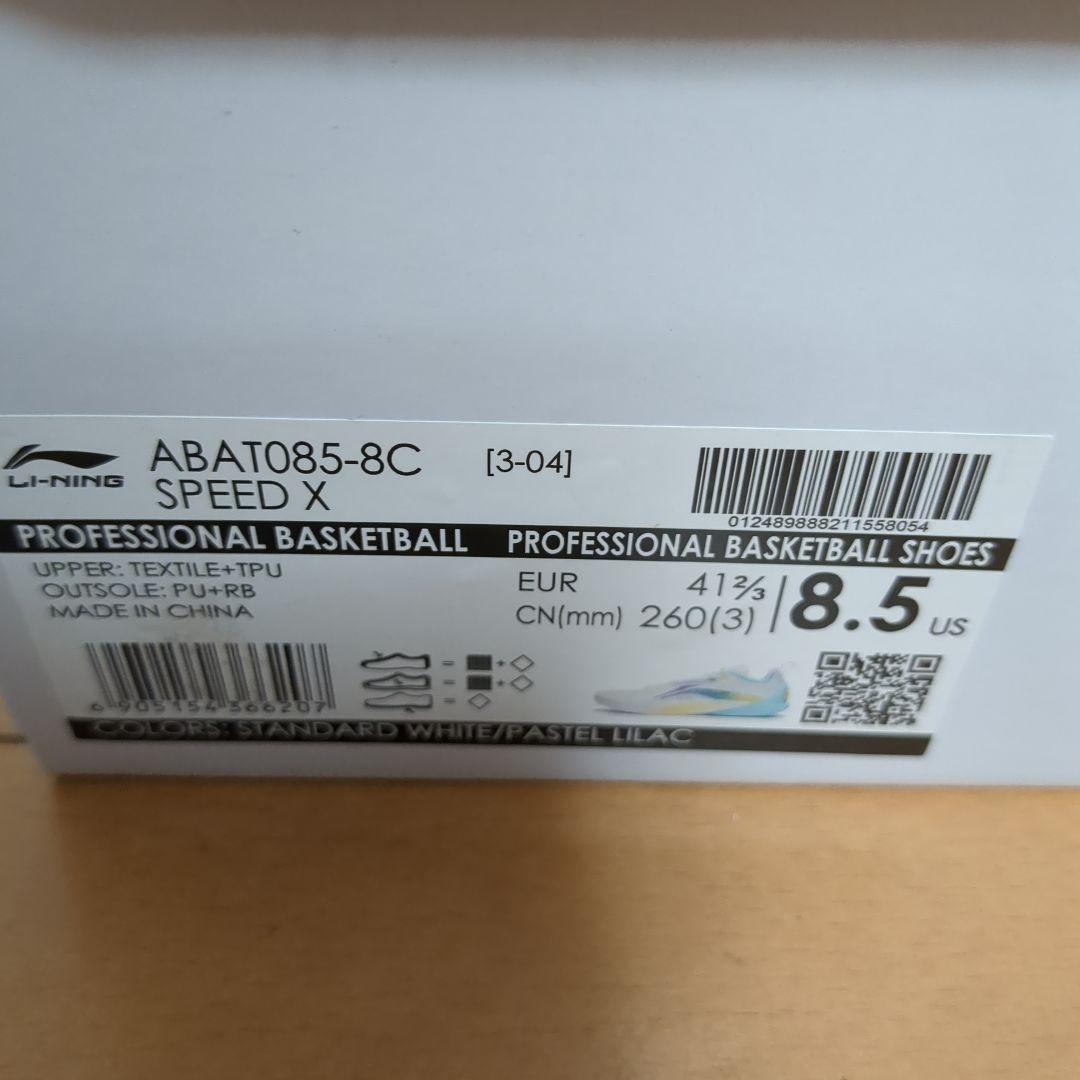 LI-NING
ABAT085-8C [3-04]
SPEED X
012489888211558054
PROFESSIONAL BASKETBALL PROFESSIONAL BASKETBALL SHOES
UPPER: TEXTILE+TPU
OUTSOLE: PU+RB
MADE IN CHINA
EUR 41⅔
CN(mm) 260(3)
8.5 US
= +
= +
=
6 905154 366207
COLORS: STANDARD WHITE/PASTEL LILAC